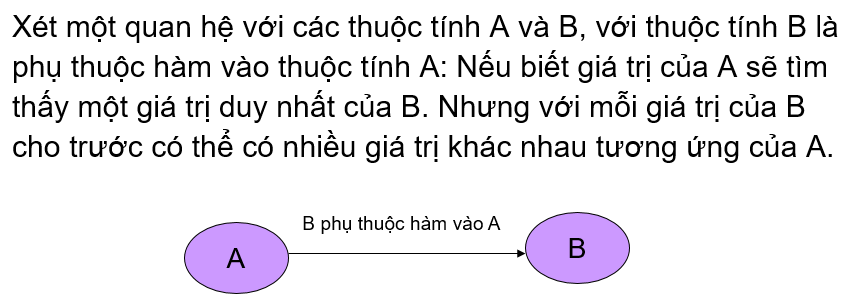 Xét một quan hệ với các thuộc tính A và B, với thuộc tính B là
phụ thuộc hàm vào thuộc tính A: Nếu biết giá trị của A sẽ tìm
thấy một giá trị duy nhất của B. Nhưng với mỗi giá trị của B
cho trước có thể có nhiều giá trị khác nhau tương ứng của A.
B phụ thuộc hàm vào A
A
B